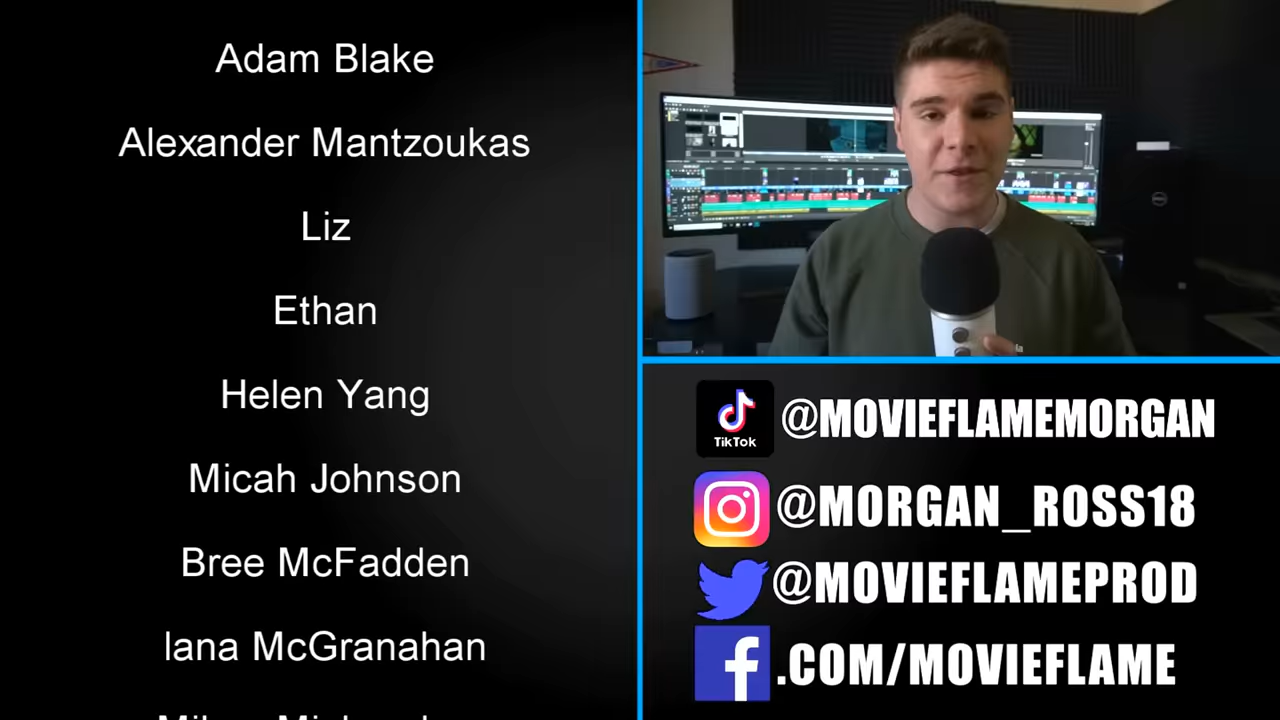 Adam Blake
Alexander Mantzoukas
Liz
Ethan
Helen Yang
Micah Johnson
Bree McFadden
Iana McGranahan
TikTok
@MOVIEFLAMEMORGAN
@MORGAN_ROSS18
@MOVIEFLAMEPROD
.COM/MOVIEFLAME